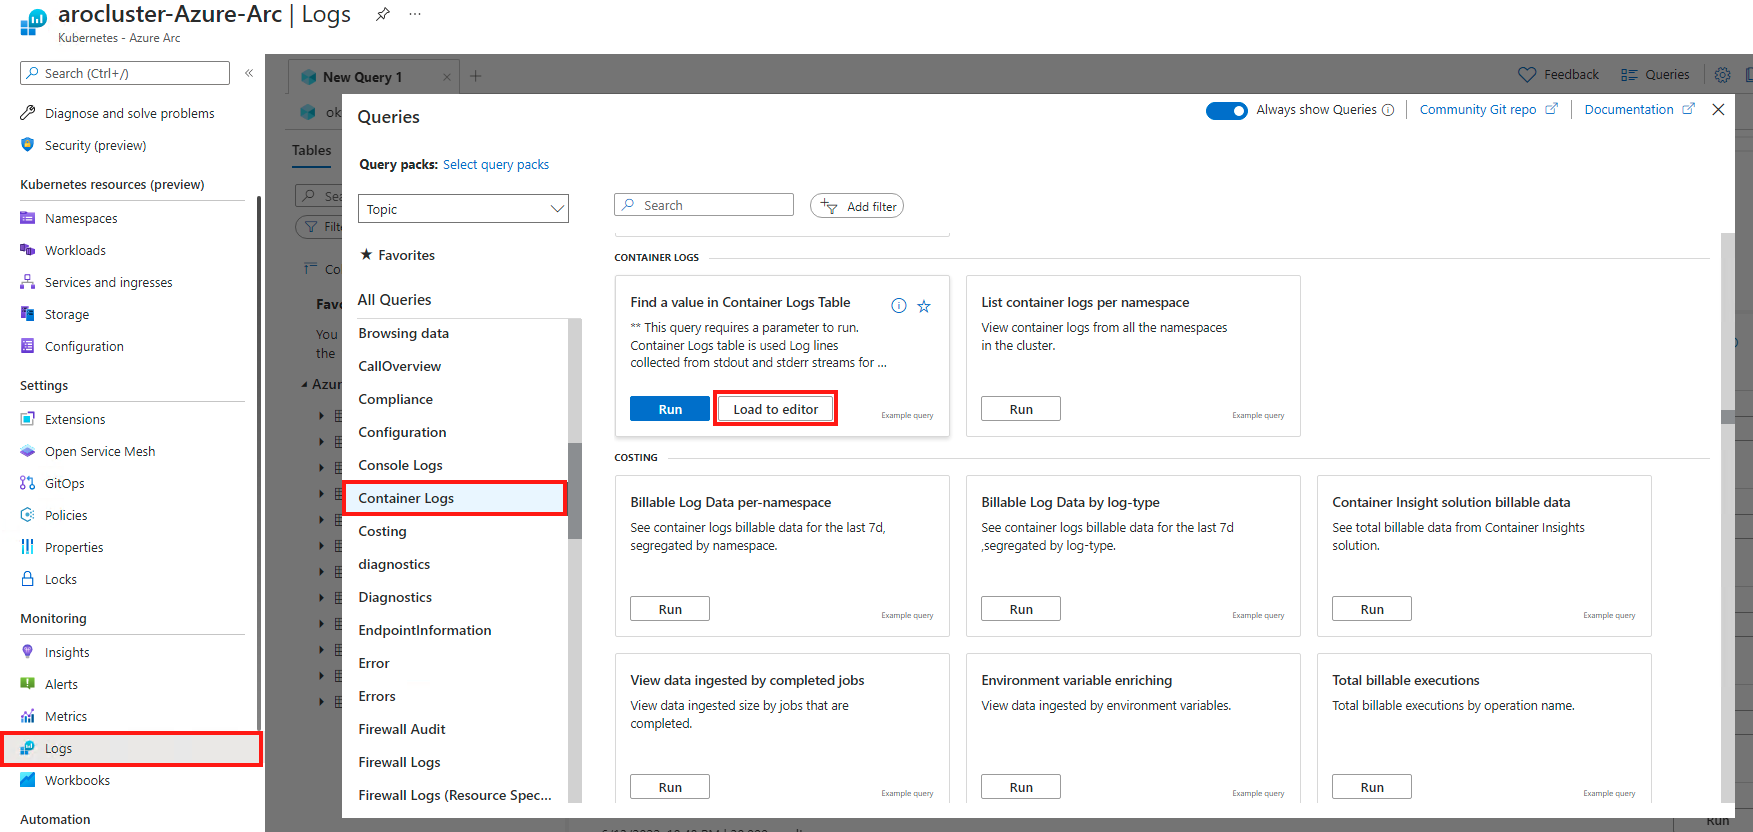 arocluster-Azure-Arc | Logs
Kubernetes - Azure Arc
Search (Ctrl+/)
Diagnose and solve problems
Security (preview)
Kubernetes resources (preview)
Namespaces
Workloads
Services and ingresses
Storage
Configuration
Settings
Extensions
Open Service Mesh
GitOps
Policies
Properties
Locks
Monitoring
Insights
Alerts
Metrics
Logs
Workbooks
Automation
New Query 1
Feedback
Queries
ok
Tables
Sea
Filte
Co
Favo
You
the
Azur
Queries
Always show Queries
Community Git repo
Documentation
Query packs: Select query packs
Topic
Search
Add filter
Favorites
All Queries
Browsing data
CallOverview
Compliance
Configuration
Console Logs
Container Logs
Costing
diagnostics
Diagnostics
EndpointInformation
Error
Errors
Firewall Audit
Firewall Logs
Firewall Logs (Resource Spec...
CONTAINER LOGS
Find a value in Container Logs Table
** This query requires a parameter to run.
Container Logs table is used Log lines
collected from stdout and stderr streams for ...
Run
Load to editor
Example query
List container logs per namespace
View container logs from all the namespaces
in the cluster.
Run
Example query
COSTING
Billable Log Data per-namespace
See container logs billable data for the last 7d,
segregated by namespace.
Run
Example query
Billable Log Data by log-type
See container logs billable data for the last 7d
,segregated by log-type.
Run
Example query
Container Insight solution billable data
See total billable data from Container Insights
solution.
Run
Example query
View data ingested by completed jobs
View data ingested size by jobs that are
completed.
Run
Example query
Environment variable enriching
View data ingested by environment variables.
Run
Example query
Total billable executions
Total billable executions by operation name.
Run
Example query
Run